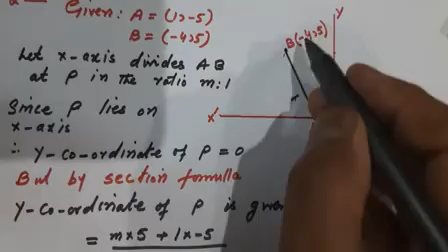 Given: A = (1, -5)
B = (-4, 5)
Let x-axis divides AB
at P in the ratio m:1
Since P lies on
x-axis
∴ Y-co-ordinate of P = 0
But by section formula
Y-co-ordinate of P is given
= m×5 + 1×-5
Y
B(-4, 5)
X'